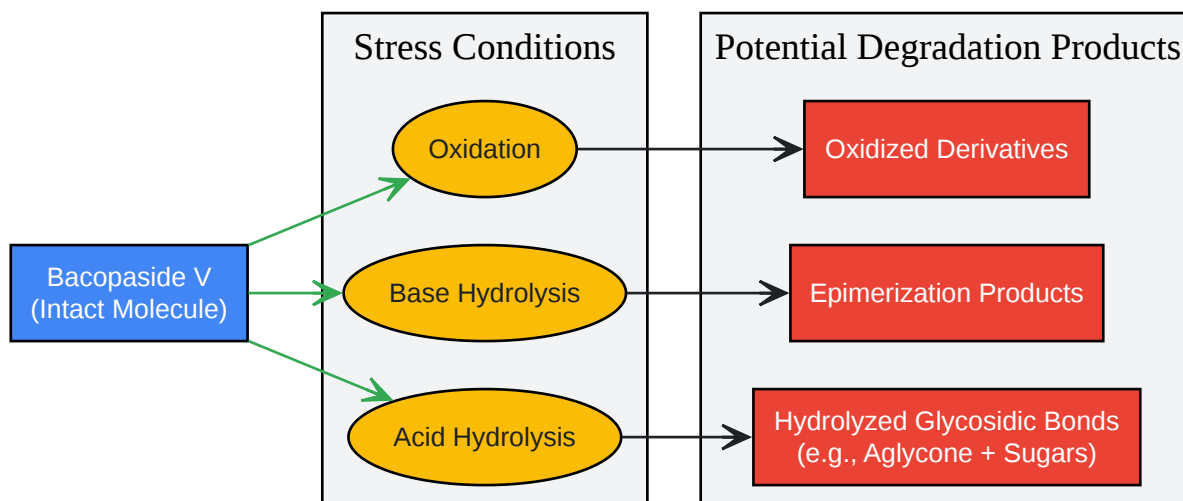 Stress Conditions
Potential Degradation Products
Oxidation
Oxidized Derivatives
Bacopaside V
(Intact Molecule)
Base Hydrolysis
Epimerization Products
Acid Hydrolysis
Hydrolyzed Glycosidic Bonds
(e.g., Aglycone + Sugars)